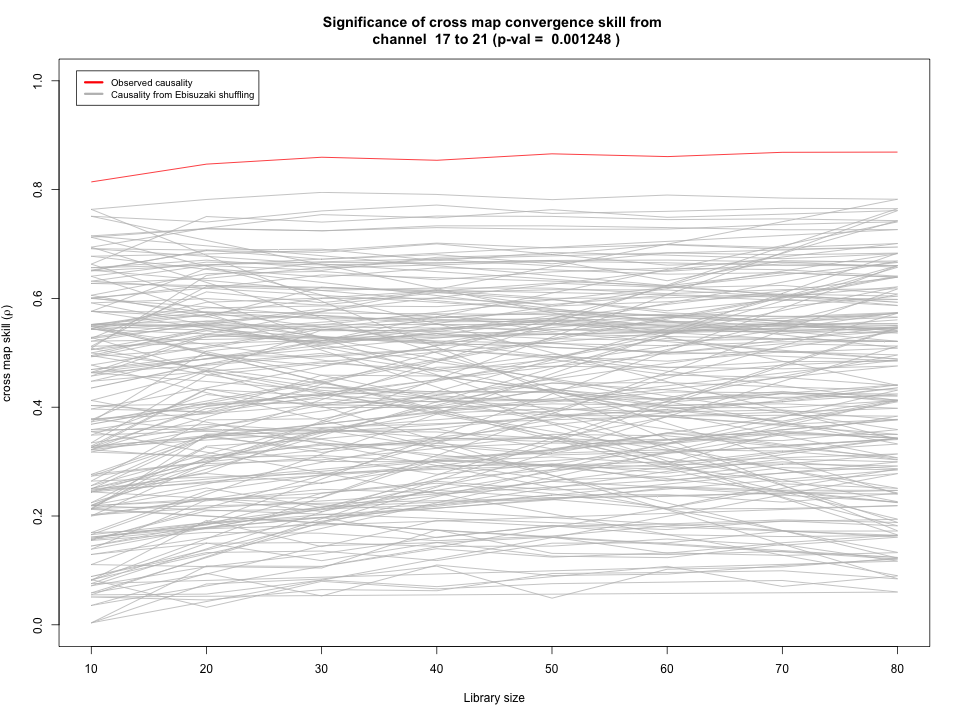 Significance of cross map convergence skill from
channel  17 to 21 (p-val =  0.001248 )
1.0
0.8
0.6
0.4
0.2
0.0
cross map skill (ρ)
Observed causality
Causality from Ebisuzaki shuffling
10 20 30 40 50 60 70 80
Library size